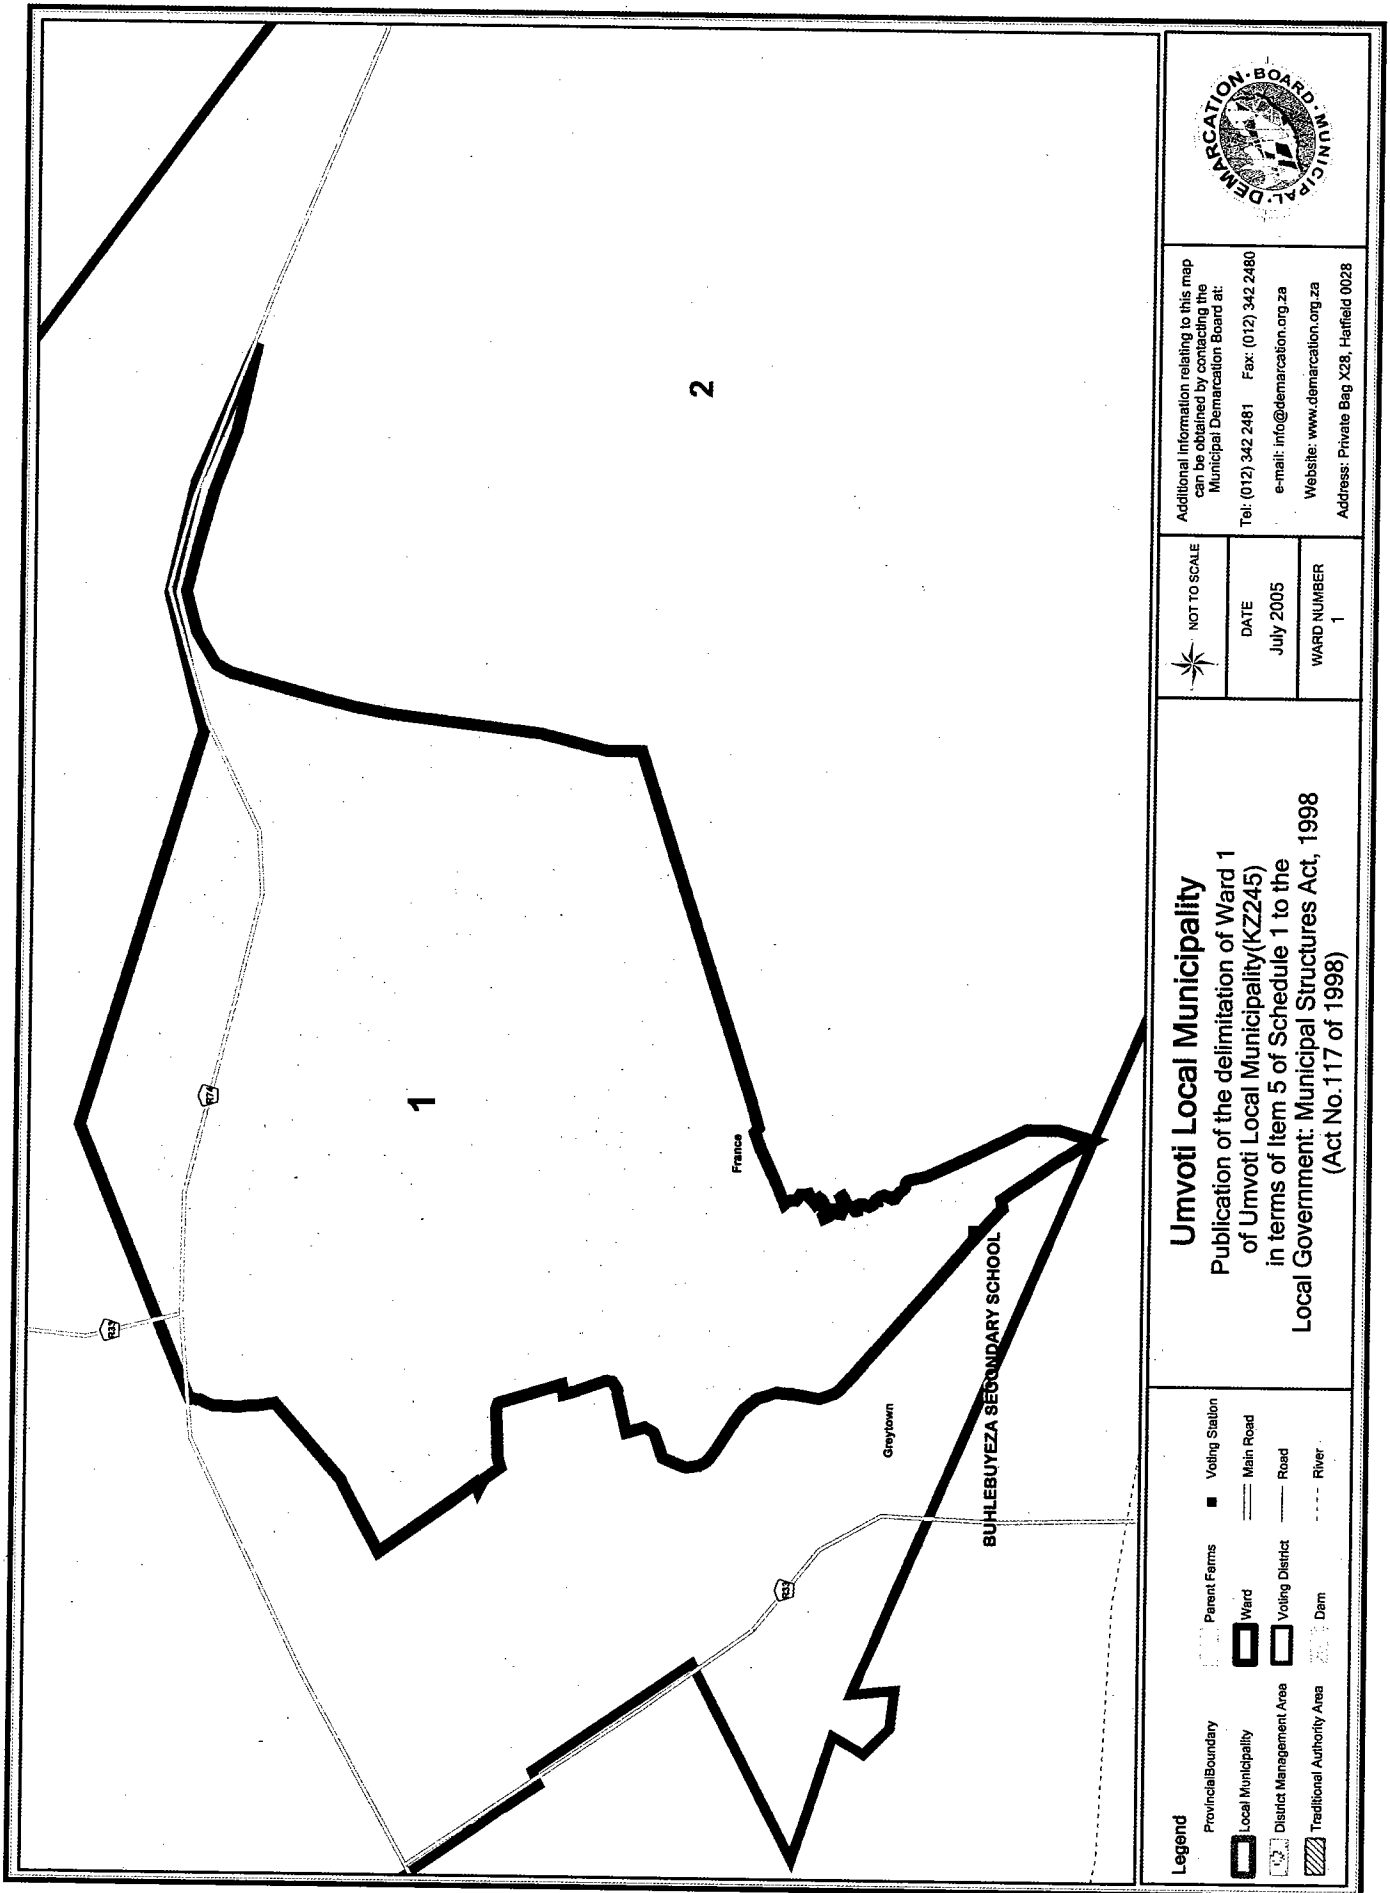 R33
R74
1
2
France
R33
Greytown
BUHLEBUYEZA SECONDARY SCHOOL
Legend
ProvincialBoundary
Local Municipality
District Management Area
Traditional Authority Area
Parent Farms
Ward
Voting District
Dam
Voting Station
Main Road
Road
River
Umvoti Local Municipality
Publication of the delimitation of Ward 1
of Umvoti Local Municipality(KZ245)
in terms of Item 5 of Schedule 1 to the
Local Government: Municipal Structures Act, 1998
(Act No.117 of 1998)
NOT TO SCALE
DATE
July 2005
WARD NUMBER
1
Additional information relating to this map
can be obtained by contacting the
Municipal Demarcation Board at:
Tel: (012) 342 2481 Fax: (012) 342 2480
e-mail: info@demarcation.org.za
Website: www.demarcation.org.za
Address: Private Bag X28, Hatfield 0028
MUNICIPAL · DEMARCATION · BOARD ·